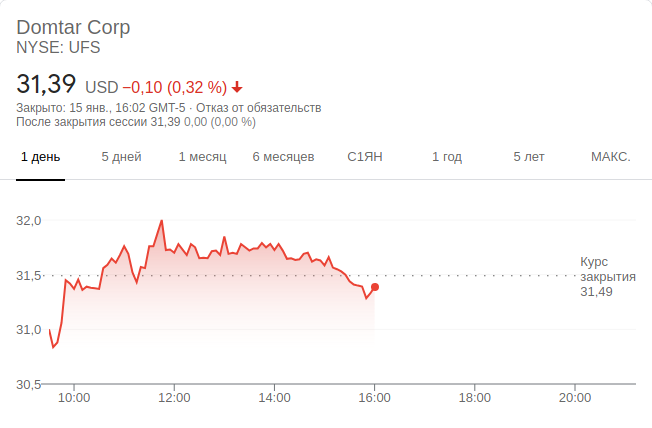 Domtar Corp
NYSE: UFS
31,39 USD −0,10 (0,32 %)
Закрыто: 15 янв., 16:02 GMT-5 · Отказ от обязательств
После закрытия сессии 31,39 0,00 (0,00 %)
1 день 5 дней 1 месяц 6 месяцев С1ЯН 1 год 5 лет МАКС.
32,0
31,5
31,0
30,5
Курс
закрытия
31,49
10:00 12:00 14:00 16:00 18:00 20:00